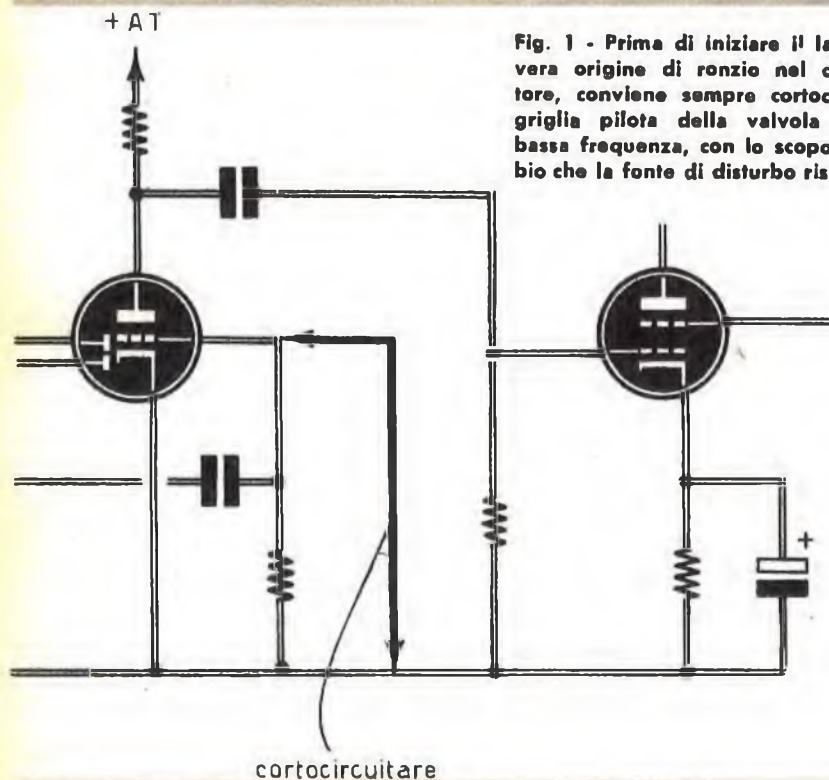 + AT
Fig. 1 - Prima di iniziare il la
vera origine di ronzio nel c
tore, conviene sempre cortoc
griglia pilota della valvola
bassa frequenza, con lo scopo
bio che la fonte di disturbo ris
+
cortocircuitare